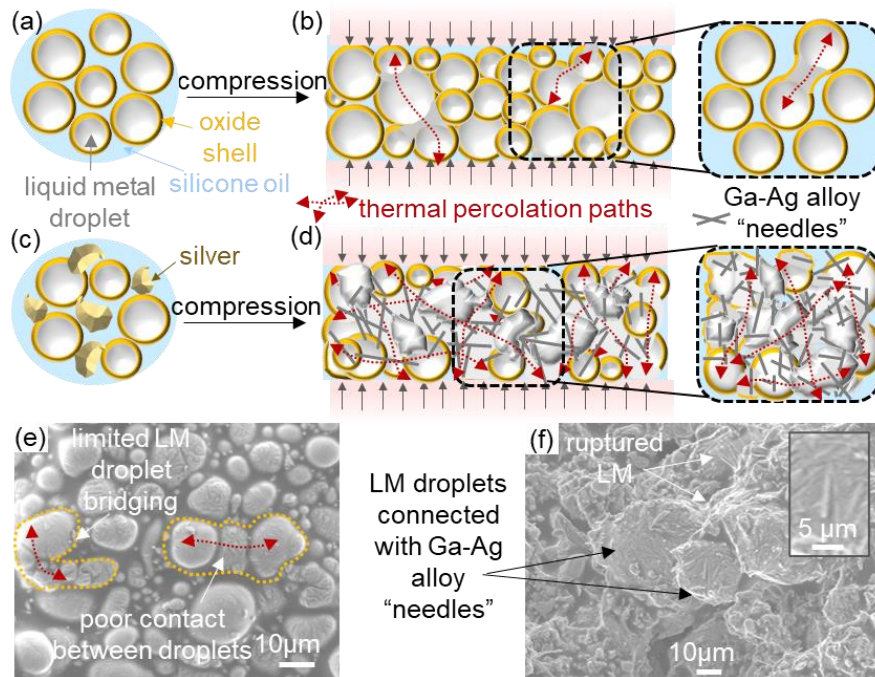 (a)
(b)
compression
oxide
shell
liquid metal
droplet
silicone oil
thermal percolation paths
Ga-Ag alloy
“needles”
(c)
silver
(d)
compression
(e)
limited LM
droplet
bridging
poor contact
between droplets
10μm
LM droplets
connected
with Ga-Ag
alloy
“needles”
(f)
ruptured
LM
5 μm
10μm